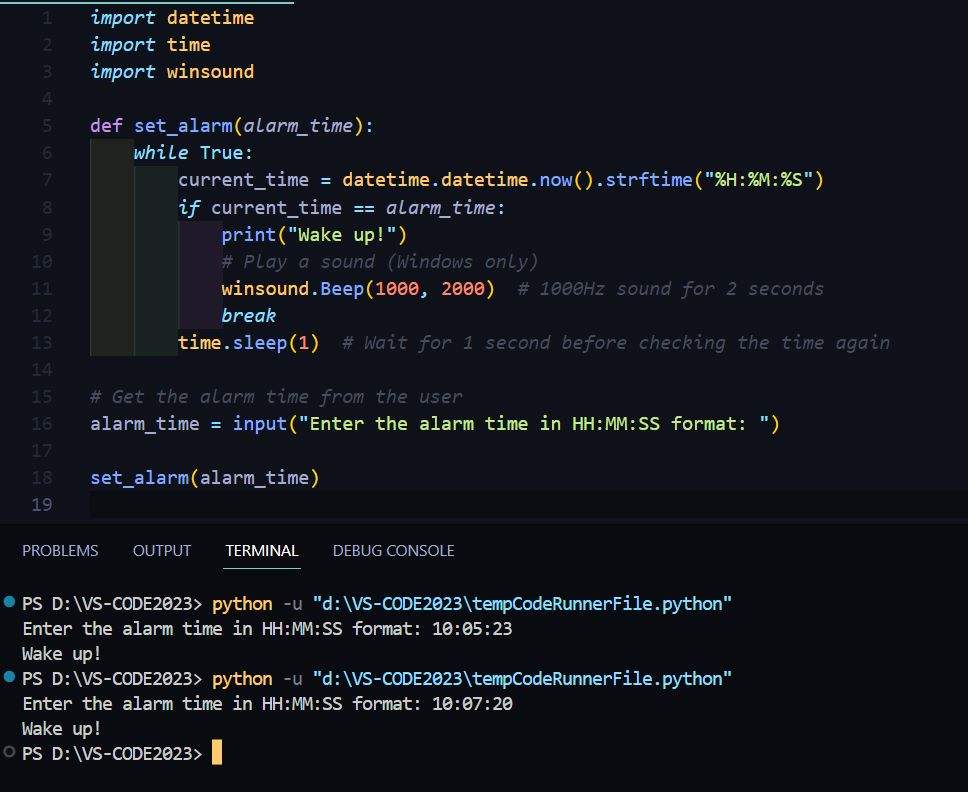 1 import datetime
2 import time
3 import winsound
4
5 def set_alarm(alarm_time):
6     while True:
7         current_time = datetime.datetime.now().strftime("%H:%M:%S")
8         if current_time == alarm_time:
9             print("Wake up!")
10             # Play a sound (Windows only)
11             winsound.Beep(1000, 2000)  # 1000Hz sound for 2 seconds
12             break
13         time.sleep(1)  # Wait for 1 second before checking the time again
14
15 # Get the alarm time from the user
16 alarm_time = input("Enter the alarm time in HH:MM:SS format: ")
17
18 set_alarm(alarm_time)
19
PROBLEMS OUTPUT TERMINAL DEBUG CONSOLE
PS D:\VS-CODE2023> python -u "d:\VS-CODE2023\tempCodeRunnerFile.python"
Enter the alarm time in HH:MM:SS format: 10:05:23
Wake up!
PS D:\VS-CODE2023> python -u "d:\VS-CODE2023\tempCodeRunnerFile.python"
Enter the alarm time in HH:MM:SS format: 10:07:20
Wake up!
PS D:\VS-CODE2023>